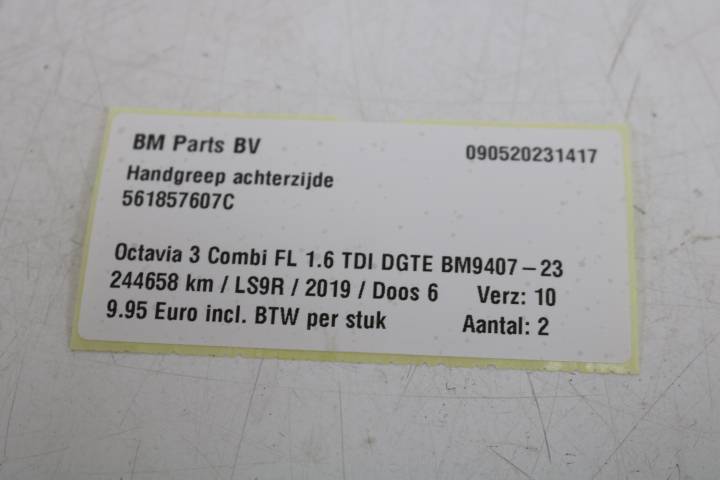 BM Parts BV 090520231417
Handgreep achterzijde
561857607C
Octavia 3 Combi FL 1.6 TDI DGTE BM9407-23
244658 km / LS9R / 2019 / Doos 6 Verz: 10
9.95 Euro incl. BTW per stuk Aantal: 2